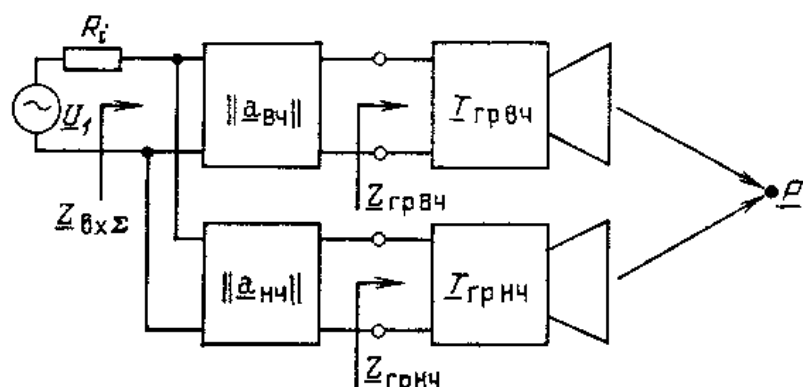 R_i
U_1
||a_вч||
T_гр вч
Z_вх Σ
Z_гр вч
P
||a_нч||
T_гр нч
Z_гр нч